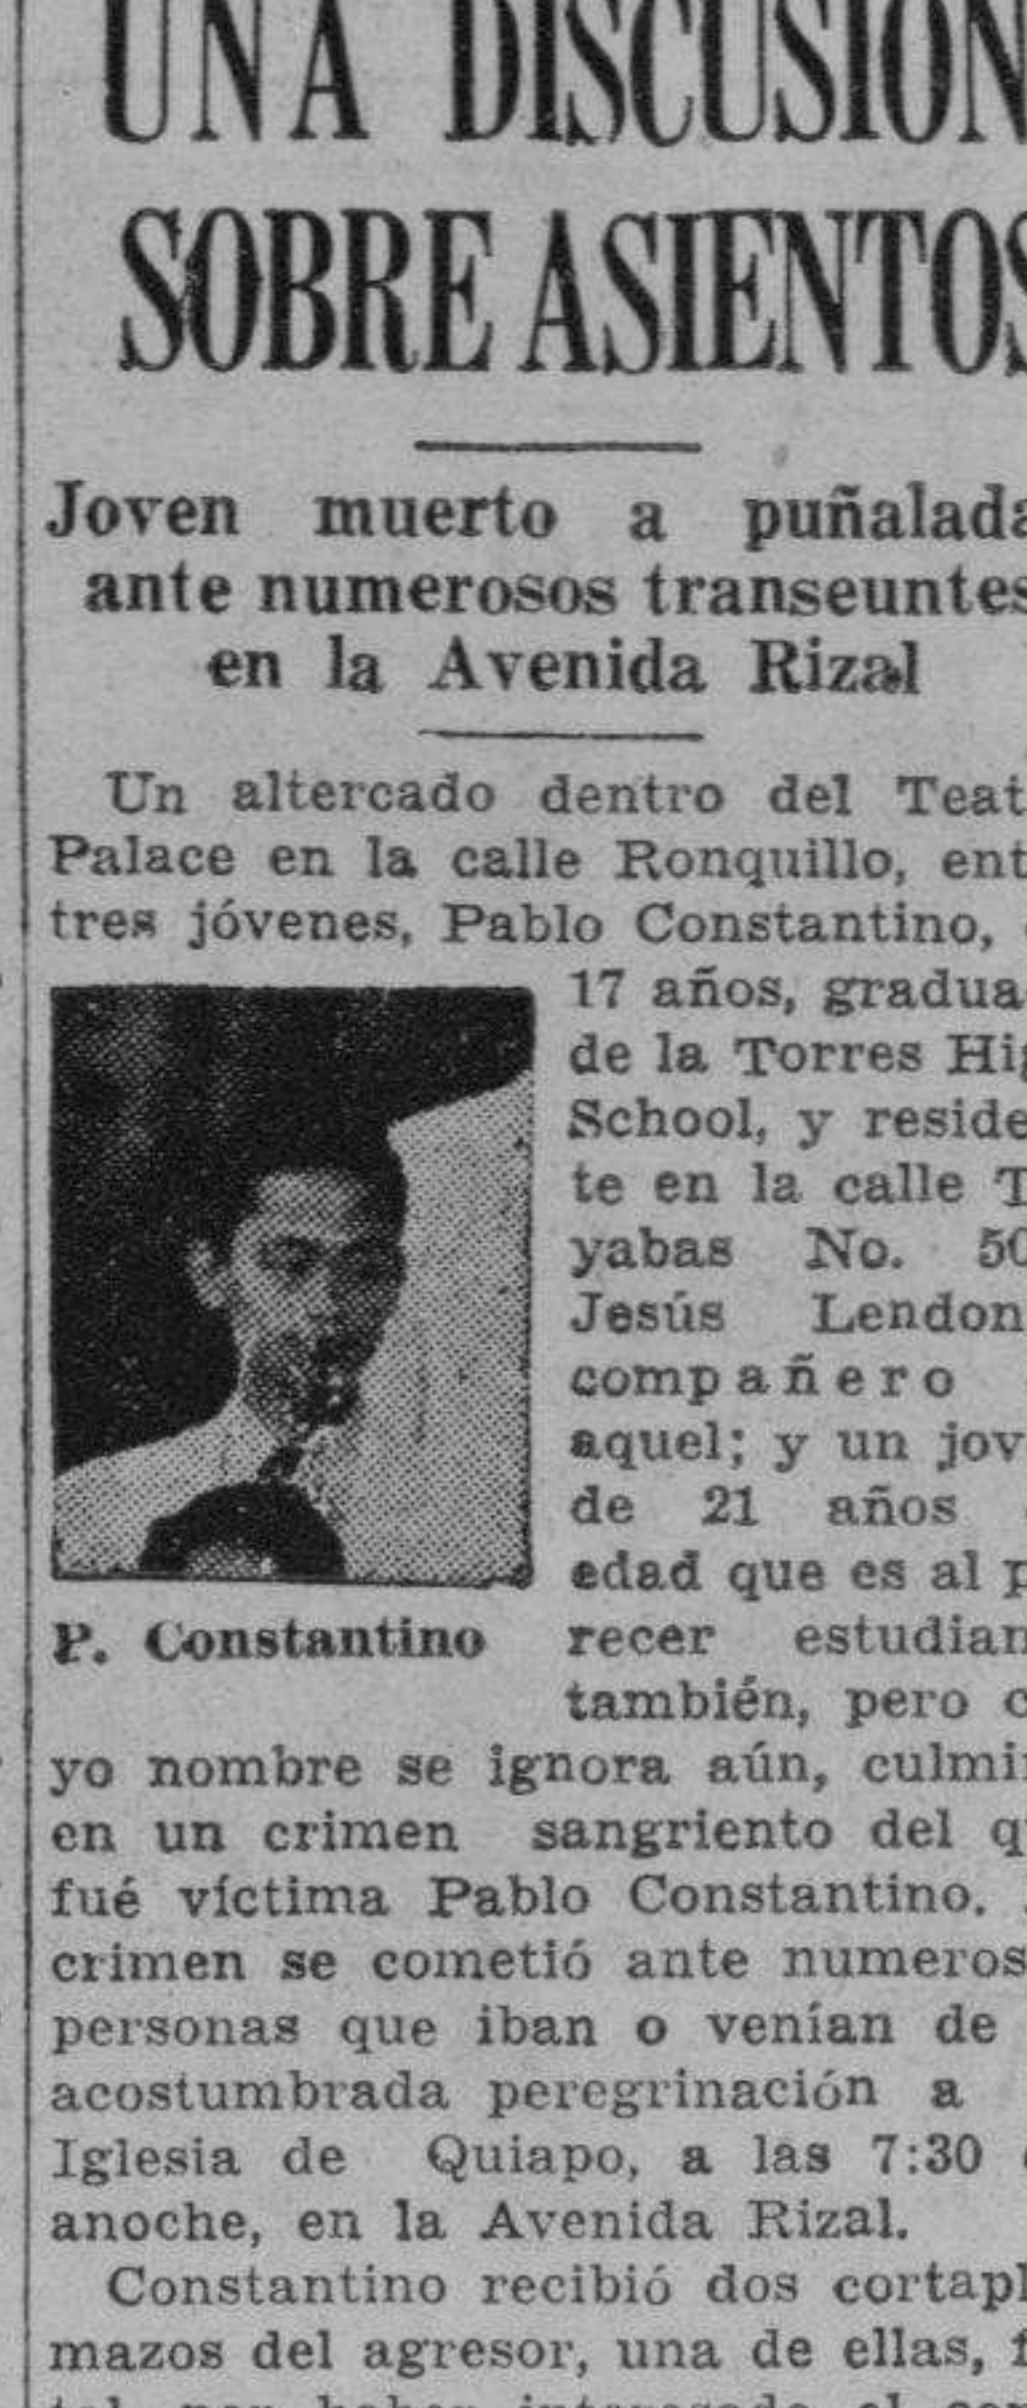 UNA DISCUSION
SOBRE ASIENTOS
Joven muerto a puñalada
ante numerosos transeuntes
en la Avenida Rizal
Un altercado dentro del Teat
Palace en la calle Ronquillo, ent
tres jóvenes, Pablo Constantino,
17 años, gradua
de la Torres Hig
School, y reside
te en la calle T
yabas No. 50
Jesús Lendon
compañero
aquel; y un jov
de 21 años
edad que es al p
recer estudian
también, pero c
P. Constantino
yo nombre se ignora aún, culmi
en un crimen sangriento del qu
fué víctima Pablo Constantino.
crimen se cometió ante numeros
personas que iban o venían de
acostumbrada peregrinación a
Iglesia de Quiapo, a las 7:30
anoche, en la Avenida Rizal.
Constantino recibió dos cortapl
mazos del agresor, una de ellas, f